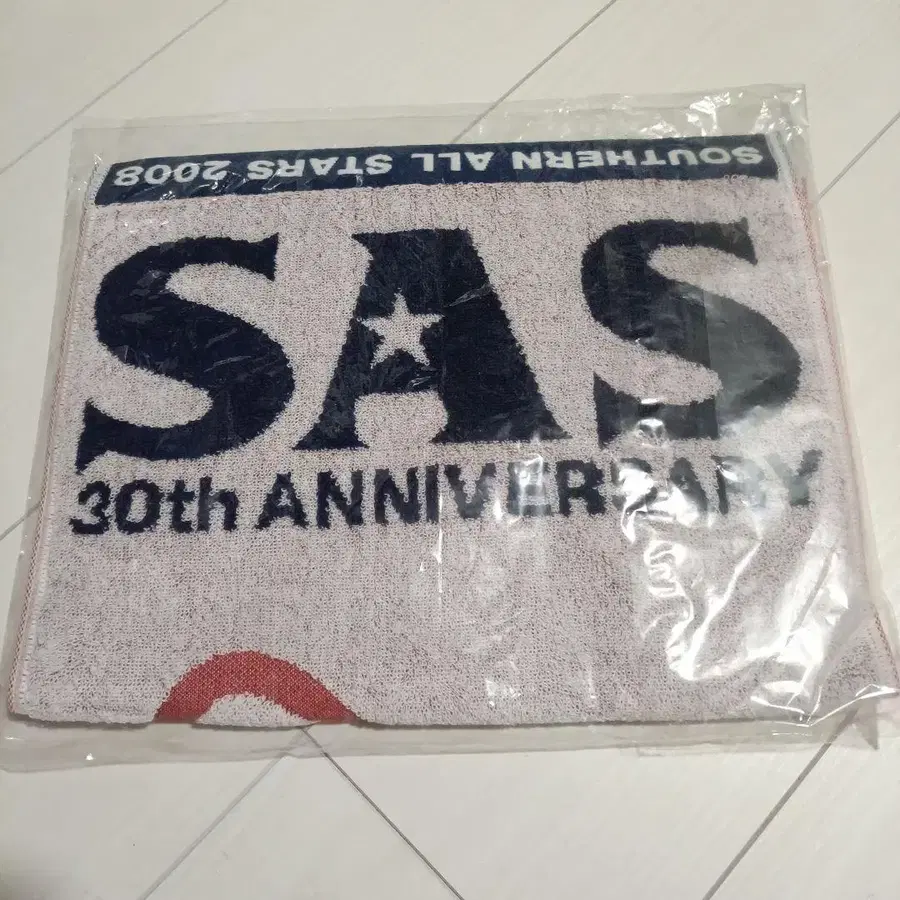 SOUTHERN ALL STARS 2008
SAS
30th ANNIVERSARY